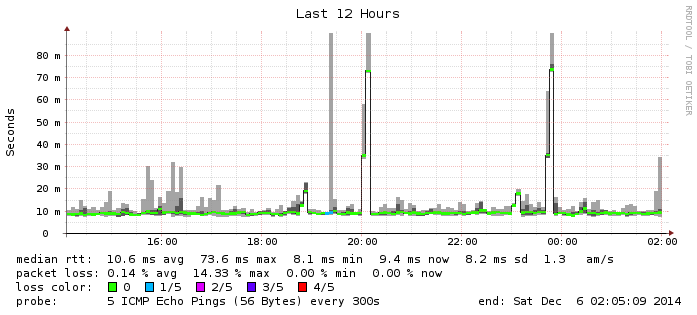 Last 12 Hours
RRDTOOL / TOBI OETIKER
Seconds
80 m
70 m
60 m
50 m
40 m
30 m
20 m
10 m
0
16:00 18:00 20:00 22:00 00:00 02:00
median rtt: 10.6 ms avg 73.6 ms max 8.1 ms min 9.4 ms now 8.2 ms sd 1.3 am/s
packet loss: 0.14 % avg 14.33 % max 0.00 % min 0.00 % now
loss color: 0 1/5 2/5 3/5 4/5
probe: 5 ICMP Echo Pings (56 Bytes) every 300s end: Sat Dec 6 02:05:09 2014